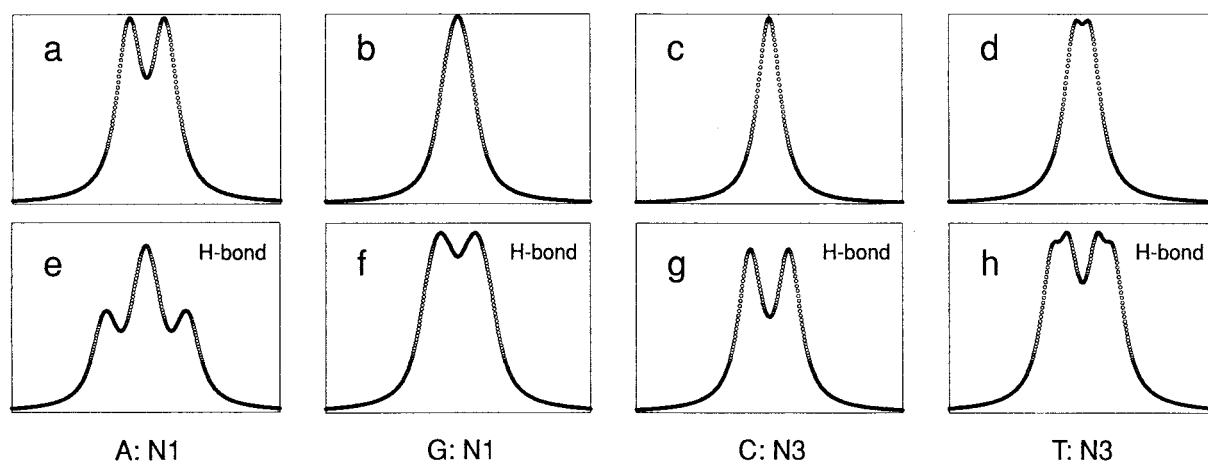 a b c d
e H-bond f H-bond g H-bond h H-bond
A: N1 G: N1 C: N3 T: N3